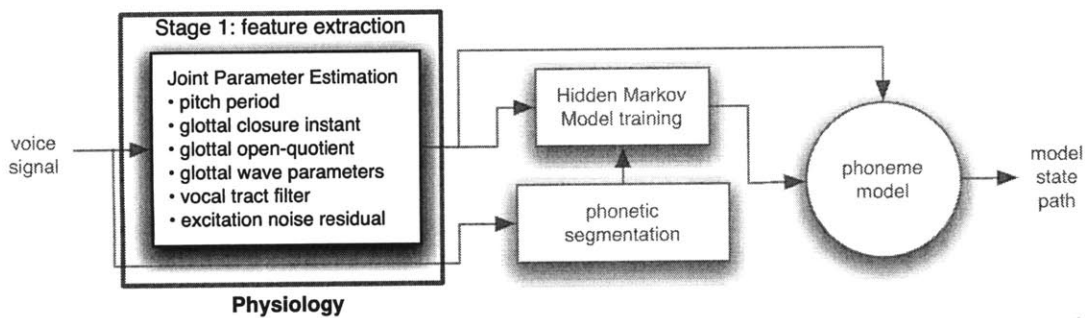 Stage 1: feature extraction
Joint Parameter Estimation
• pitch period
• glottal closure instant
• glottal open-quotient
• glottal wave parameters
• vocal tract filter
• excitation noise residual
Physiology
voice
signal
Hidden Markov
Model training
phonetic
segmentation
phoneme
model
model
state
path